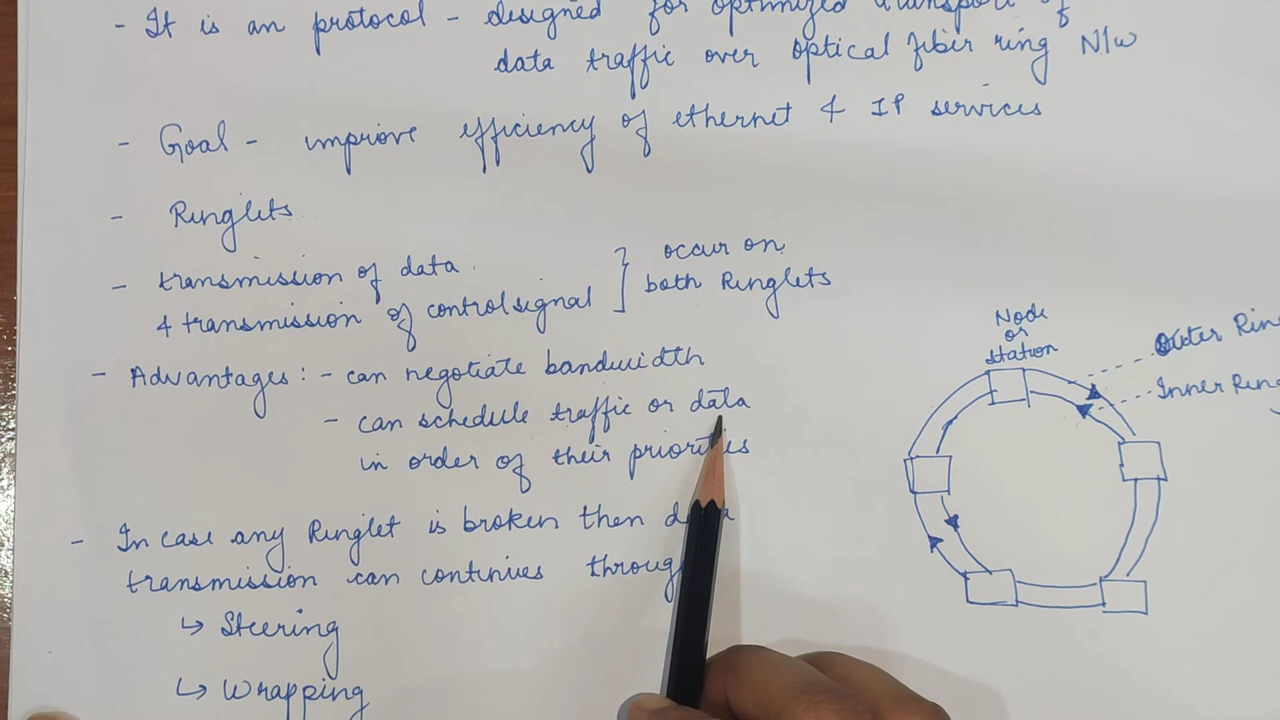 - It is an protocol - designed for optimized transport of
data traffic over optical fiber ring N/w
- Goal - improve efficiency of ethernet & IP services
- Ringlets
- transmission of data
& transmission of control signal } occur on
both Ringlets
- Advantages : - can negotiate bandwidth
- can schedule traffic or data
in order of their priorities
- In case any Ringlet is broken then data
transmission can continues through
↳ Steering
↳ Wrapping
Node
or
station
Outer Ring
Inner Ring